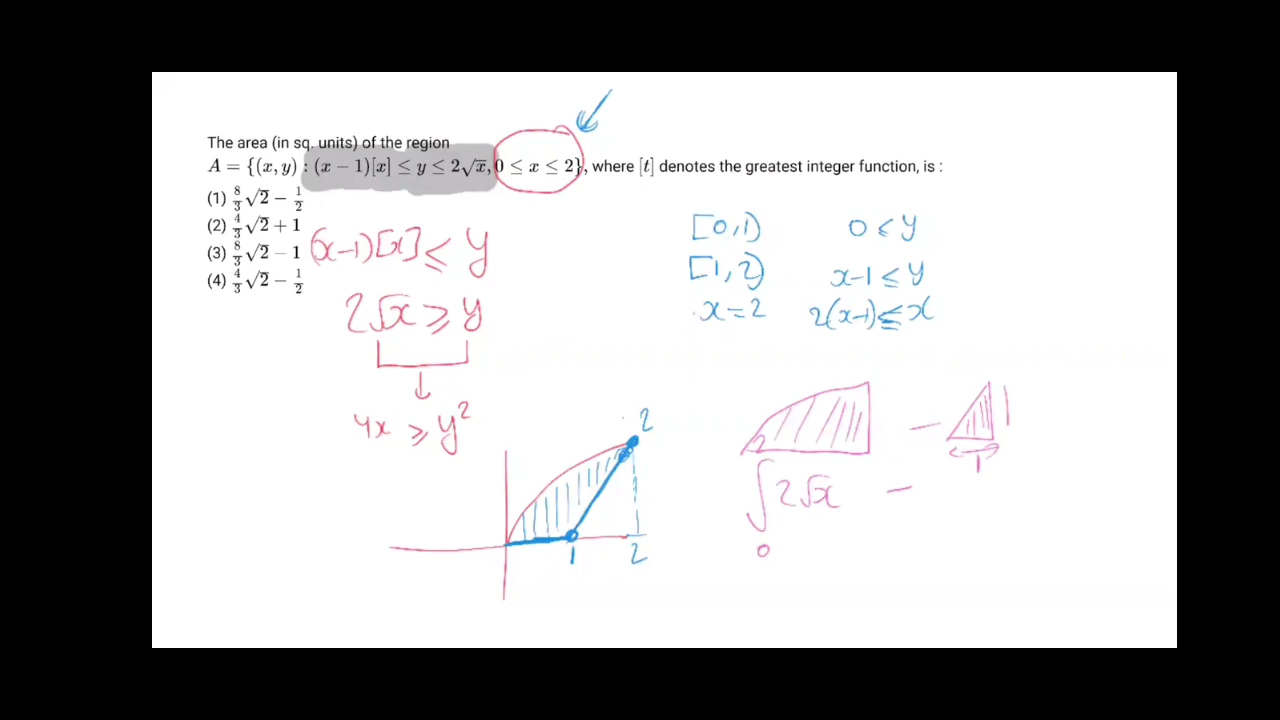 The area (in sq. units) of the region
A = {(x, y) : (x − 1)[x] ≤ y ≤ 2√x, 0 ≤ x ≤ 2}, where [t] denotes the greatest integer function, is :
(1) 8/3 √2 − 1/2
(2) 4/3 √2 + 1
(3) 8/3 √2 − 1
(4) 4/3 √2 − 1/2
(x−1)[x] ≤ y
2√x ≥ y
4x ≥ y²
[0,1) 0 ≤ y
[1,2) x−1 ≤ y
x=2 2(x−1) ≤ x
2
1 2
2 − 1
1
∫ 2√x −
0